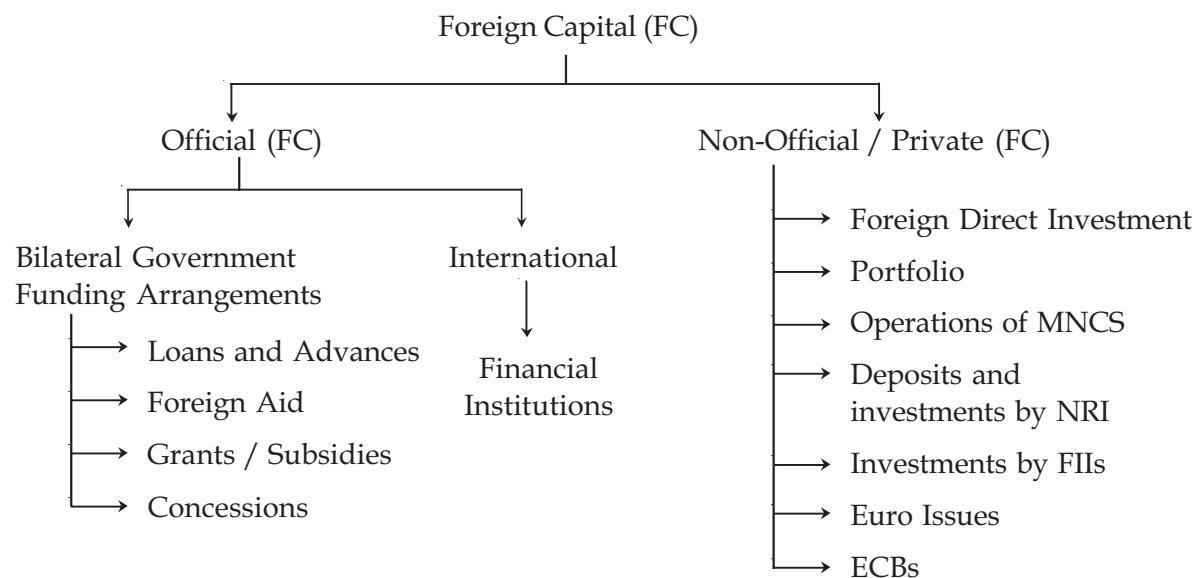 Foreign Capital (FC)
Official (FC)
Non-Official / Private (FC)
Bilateral Government
Funding Arrangements
Loans and Advances
Foreign Aid
Grants / Subsidies
Concessions
International
Financial
Institutions
Foreign Direct Investment
Portfolio
Operations of MNCS
Deposits and
investments by NRI
Investments by FIIs
Euro Issues
ECBs